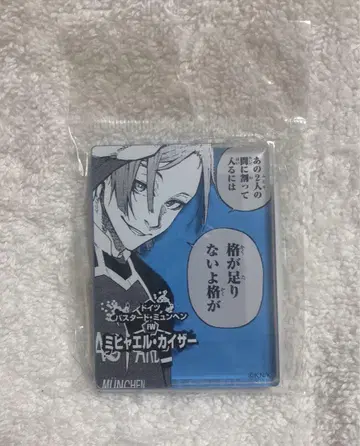 あの2人の
間に割って
入るには
格が足り
ないよ格が
ドイツ
バスタード・ミュンヘン
FW
ミヒャエル・カイザー
MÜNCHEN